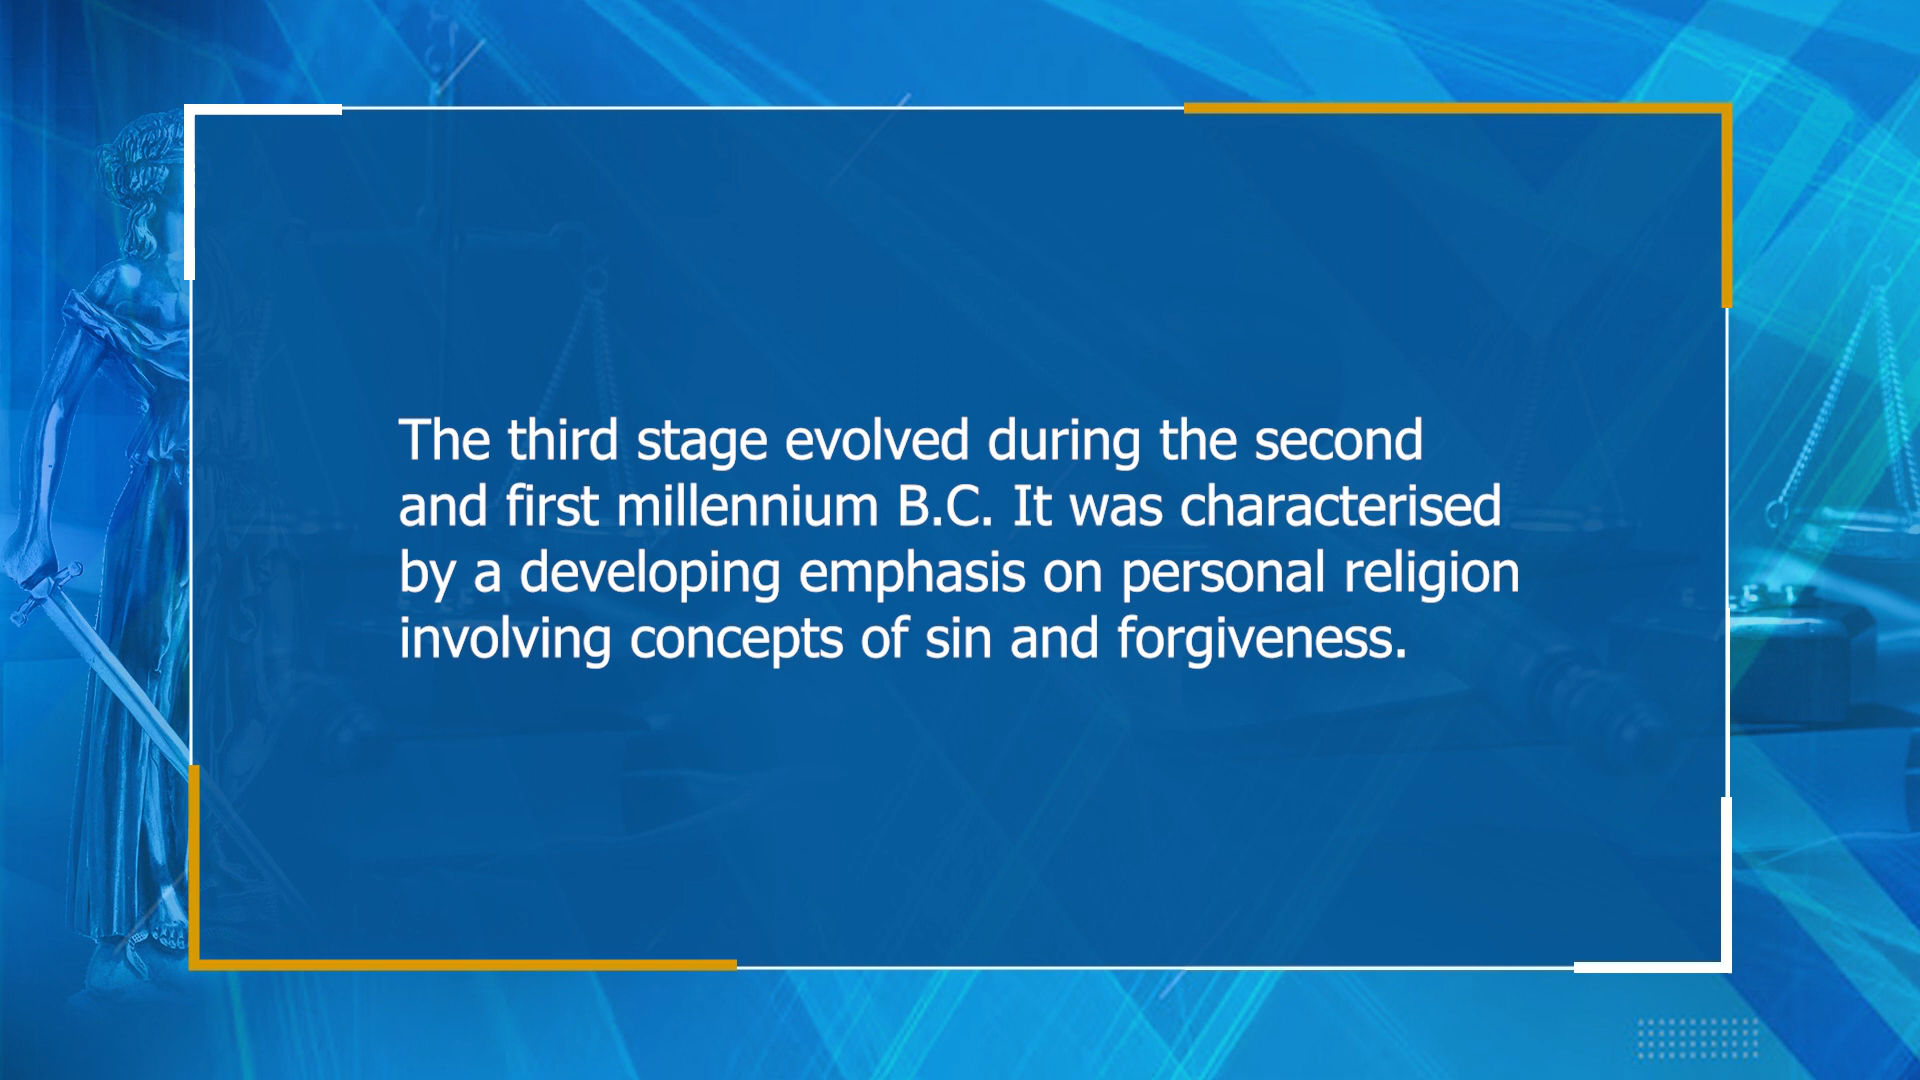 The third stage evolved during the second
and first millennium B.C. It was characterised
by a developing emphasis on personal religion
involving concepts of sin and forgiveness.